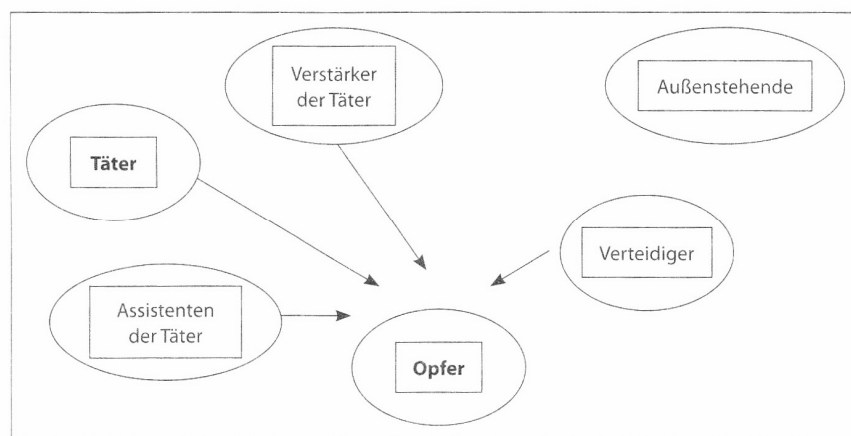 Verstärker
der Täter
Außenstehende
Täter
Verteidiger
Assistenten
der Täter
Opfer